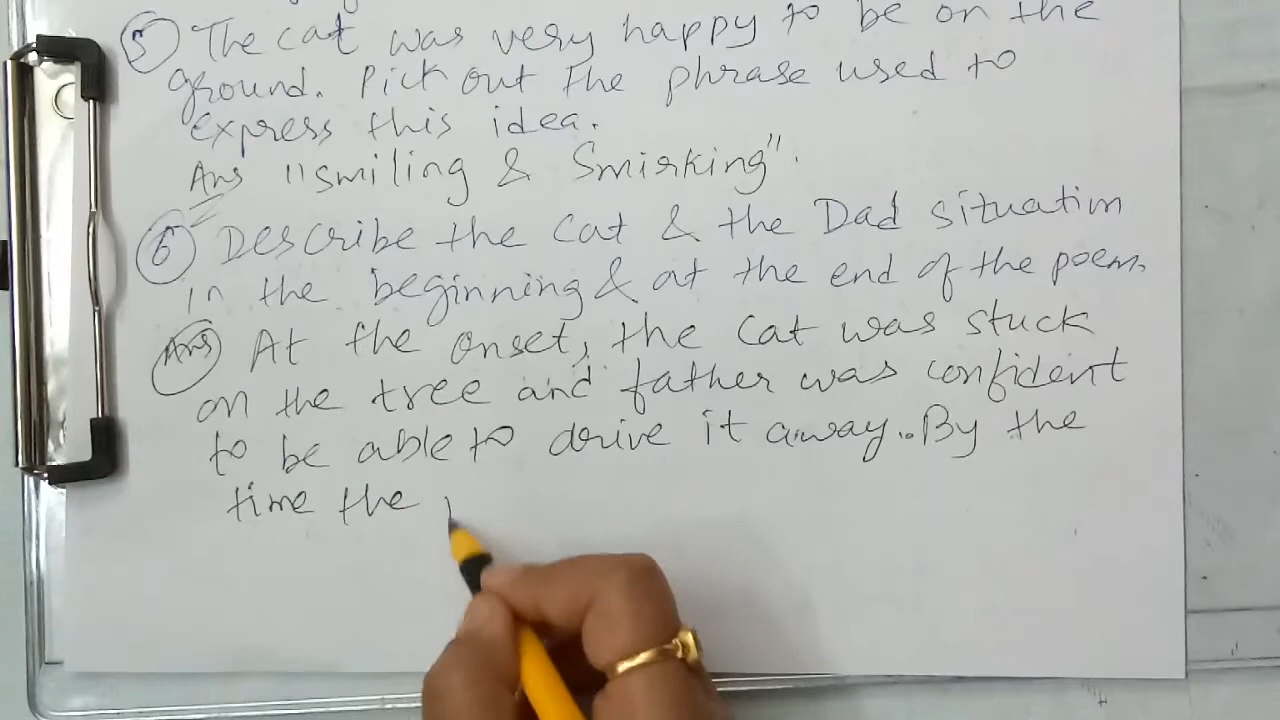 5 The cat was very happy to be on the
ground. Pick out the phrase used to
express this idea.
Ans "Smiling & Smirking".
6 Describe the Cat & the Dad situation
in the beginning & at the end of the poem.
Ans At the onset, the Cat was stuck
on the tree and father was confident
to be able to drive it away. By the
time the